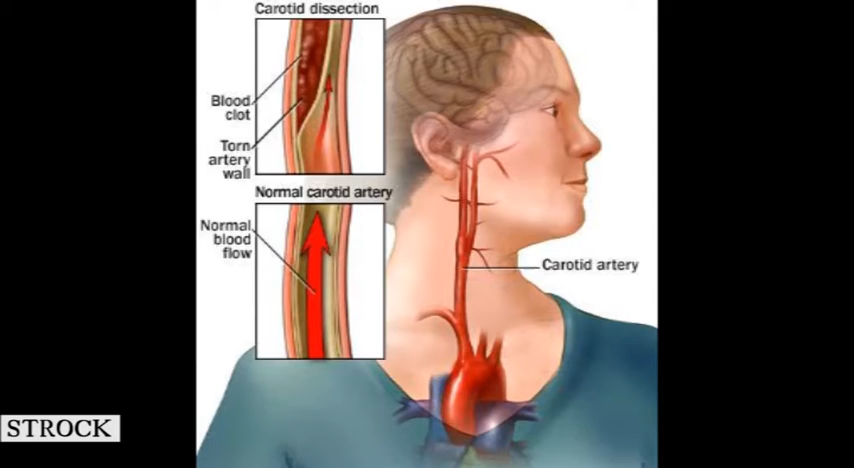 Carotid dissection
Blood
clot
Torn
artery
wall
Normal carotid artery
Normal
blood
flow
Carotid artery
STROCK